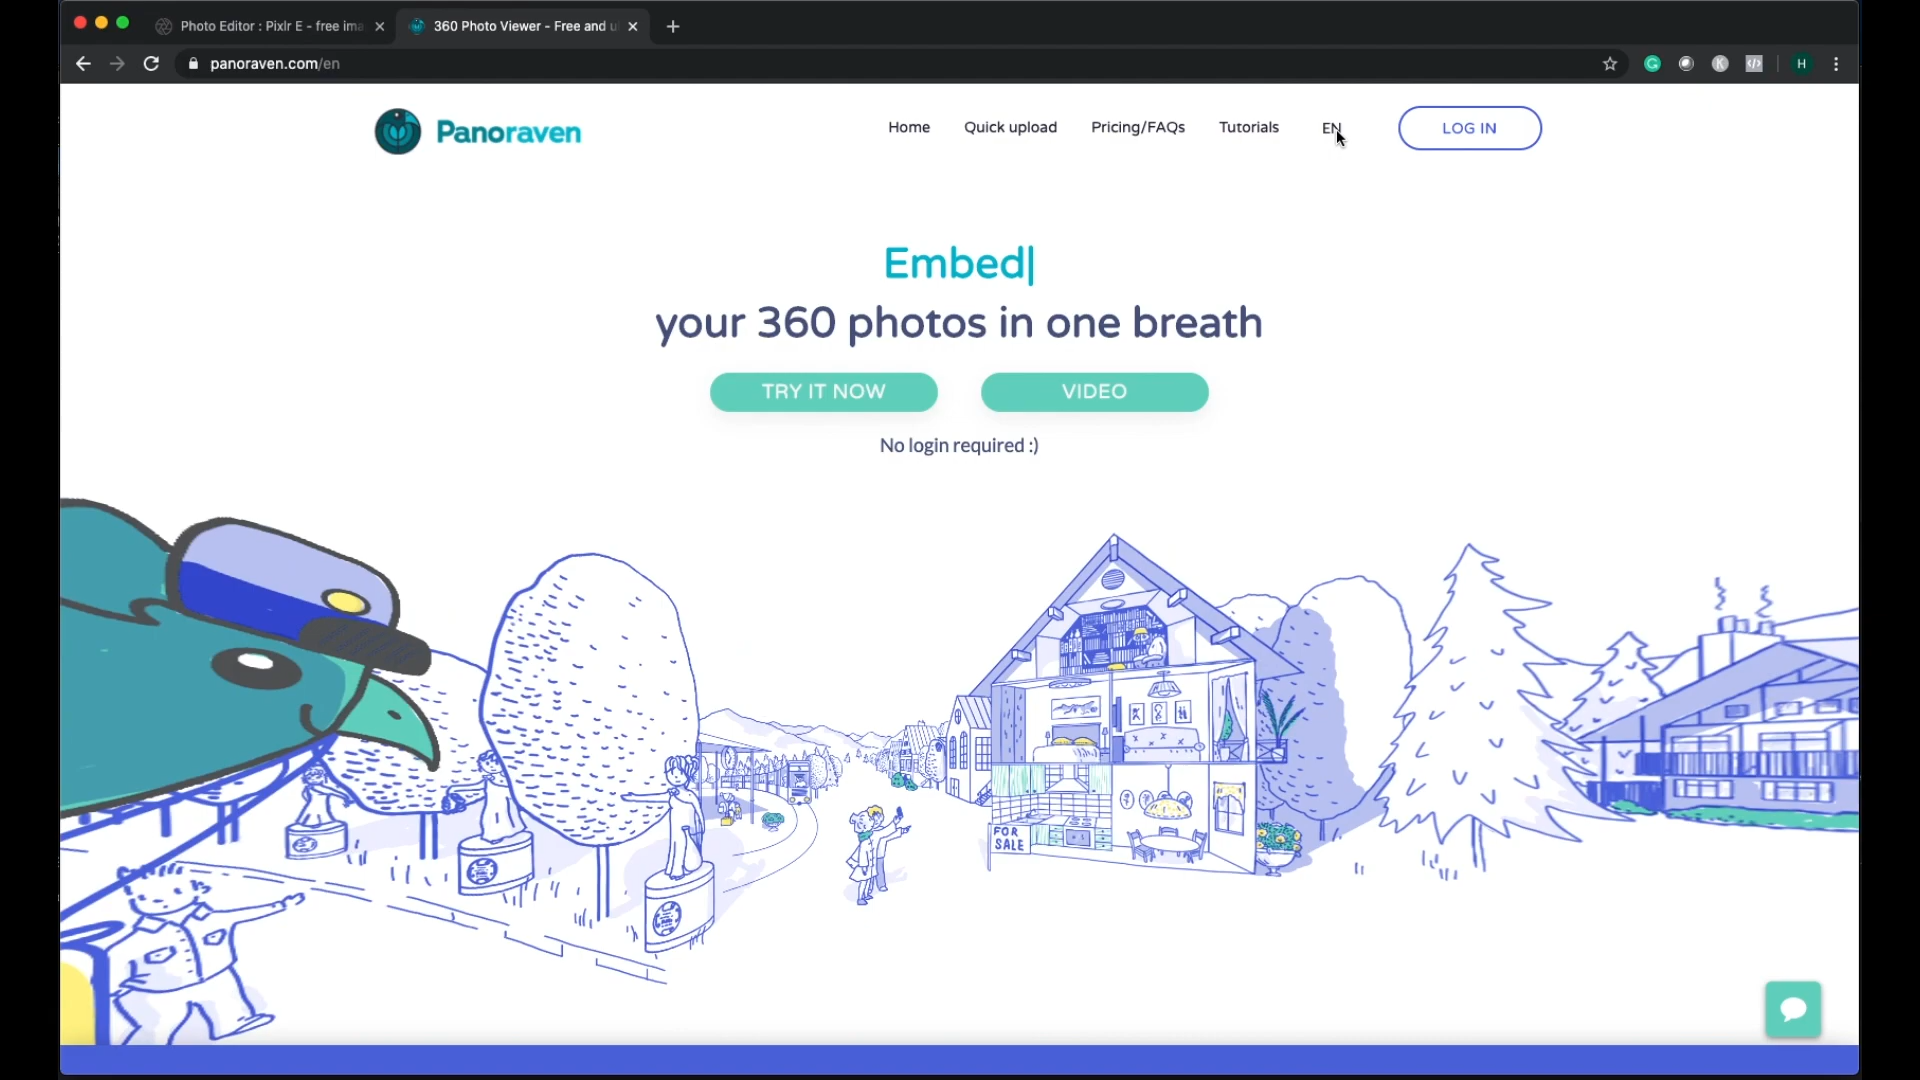 Photo Editor : Pixlr E - free ima
360 Photo Viewer - Free and u
panoraven.com/en
H
Panoraven
Home
Quick upload
Pricing/FAQs
Tutorials
EN
LOG IN
Embed|
your 360 photos in one breath
TRY IT NOW
VIDEO
No login required :)
FOR
SALE